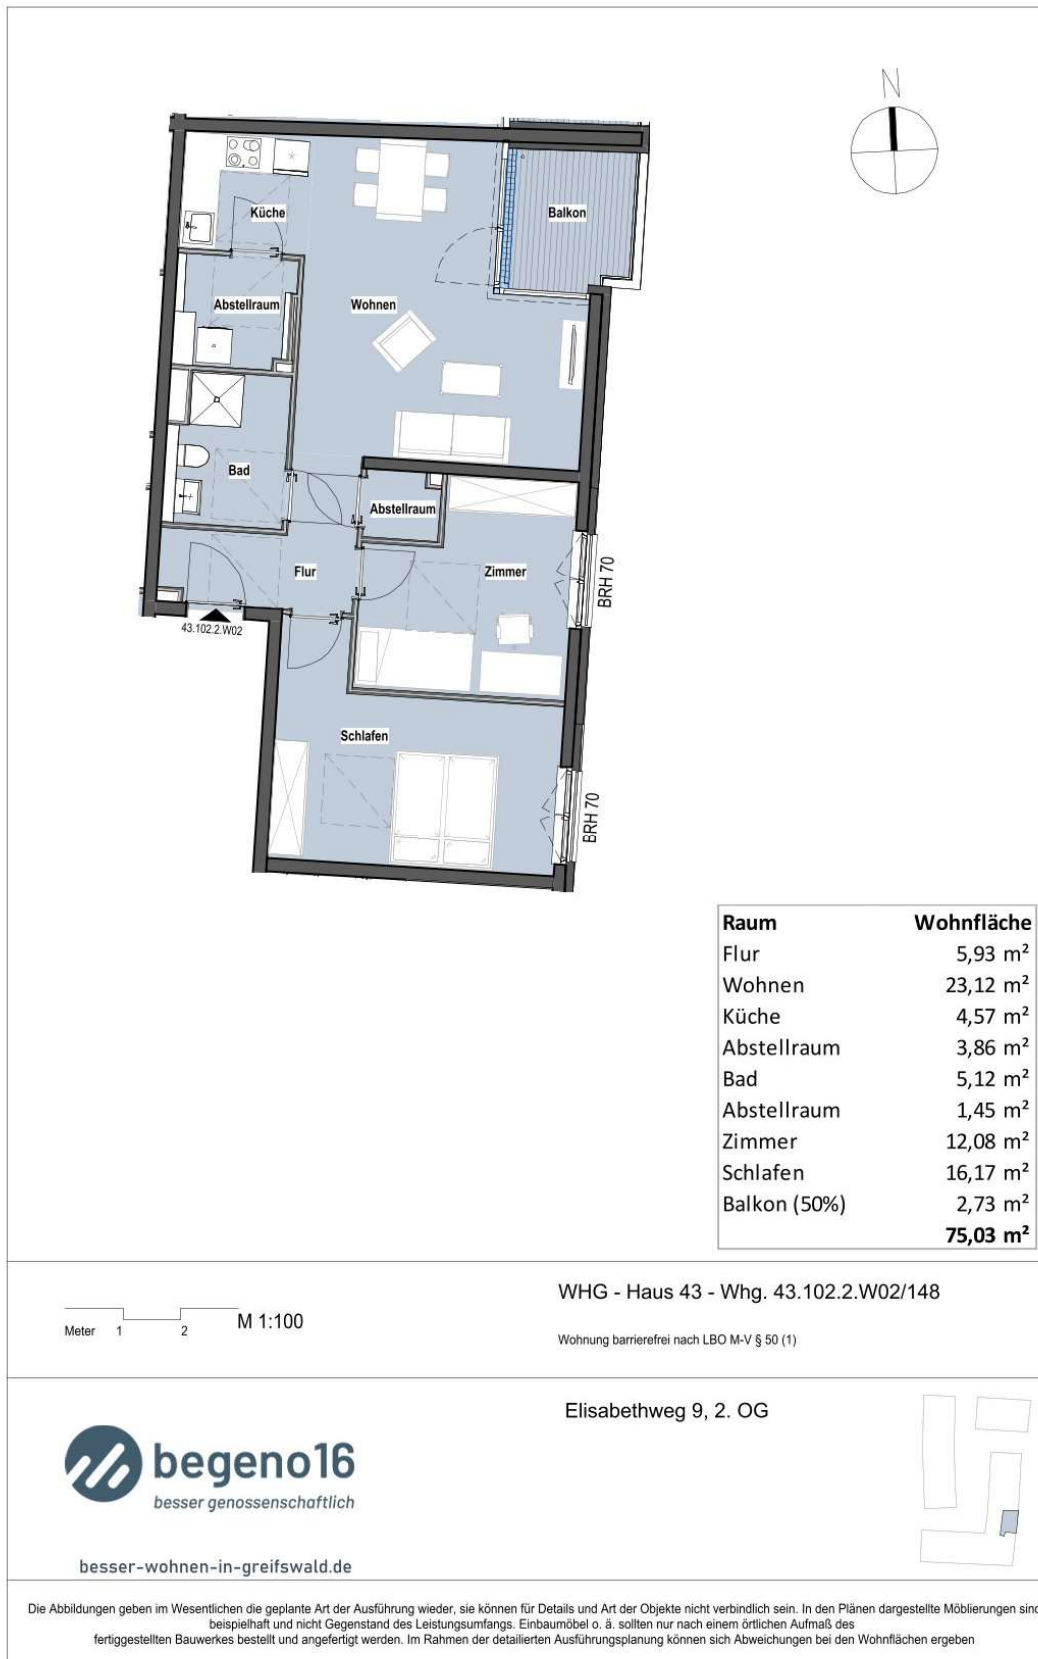 N
Küche
Balkon
Abstellraum
Wohnen
Bad
Abstellraum
Flur
Zimmer
BRH 70
43.102.2.W02
Schlafen
BRH 70
Raum Wohnfläche
Flur 5,93 m²
Wohnen 23,12 m²
Küche 4,57 m²
Abstellraum 3,86 m²
Bad 5,12 m²
Abstellraum 1,45 m²
Zimmer 12,08 m²
Schlafen 16,17 m²
Balkon (50%) 2,73 m²
75,03 m²
Meter 1 2 M 1:100
WHG - Haus 43 - Whg. 43.102.2.W02/148
Wohnung barrierefrei nach LBO M-V § 50 (1)
Elisabethweg 9, 2. OG
begeno16
besser genossenschaftlich
besser-wohnen-in-greifswald.de
Die Abbildungen geben im Wesentlichen die geplante Art der Ausführung wieder, sie können für Details und Art der Objekte nicht verbindlich sein. In den Plänen dargestellte Möblierungen sind
beispielhaft und nicht Gegenstand des Leistungsumfangs. Einbaumöbel o. ä. sollten nur nach einem örtlichen Aufmaß des
fertiggestellten Bauwerkes bestellt und angefertigt werden. Im Rahmen der detailierten Ausführungsplanung können sich Abweichungen bei den Wohnflächen ergeben